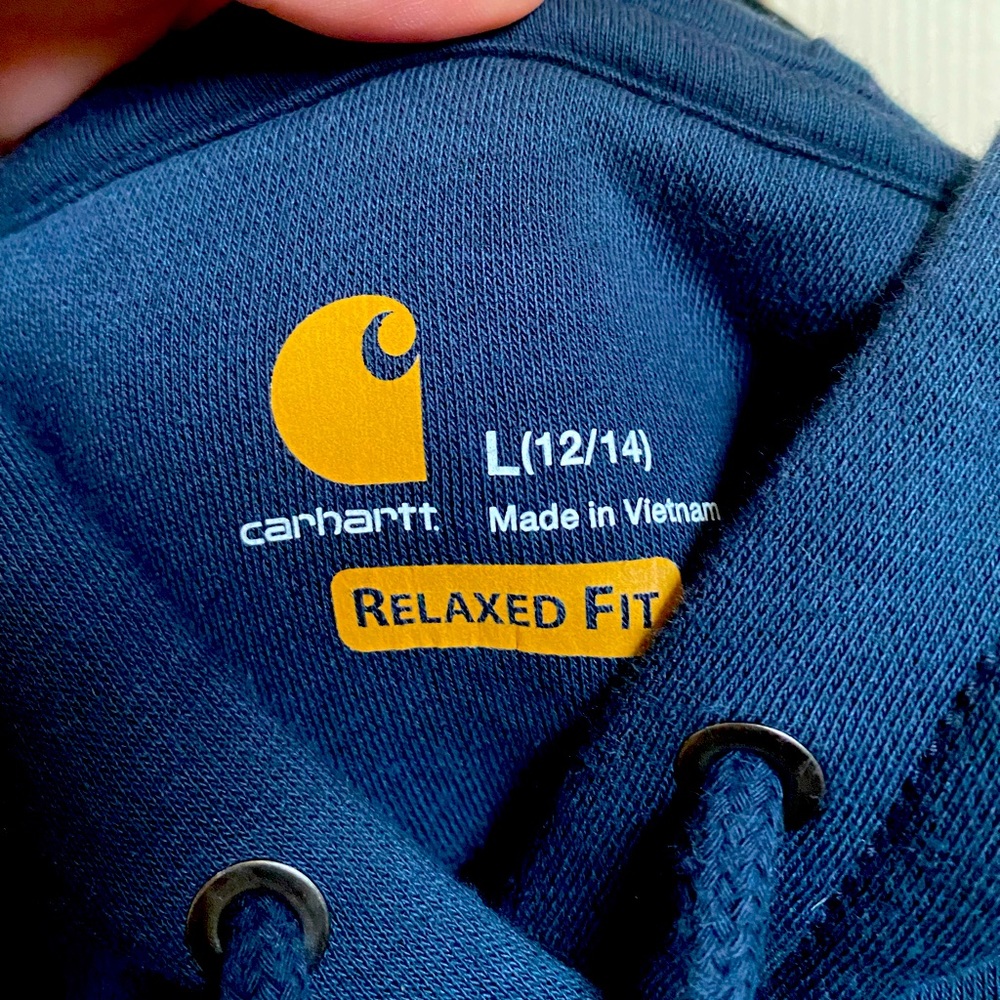 L(12/14)
carhartt.
Made in Vietnam
RELAXED FIT